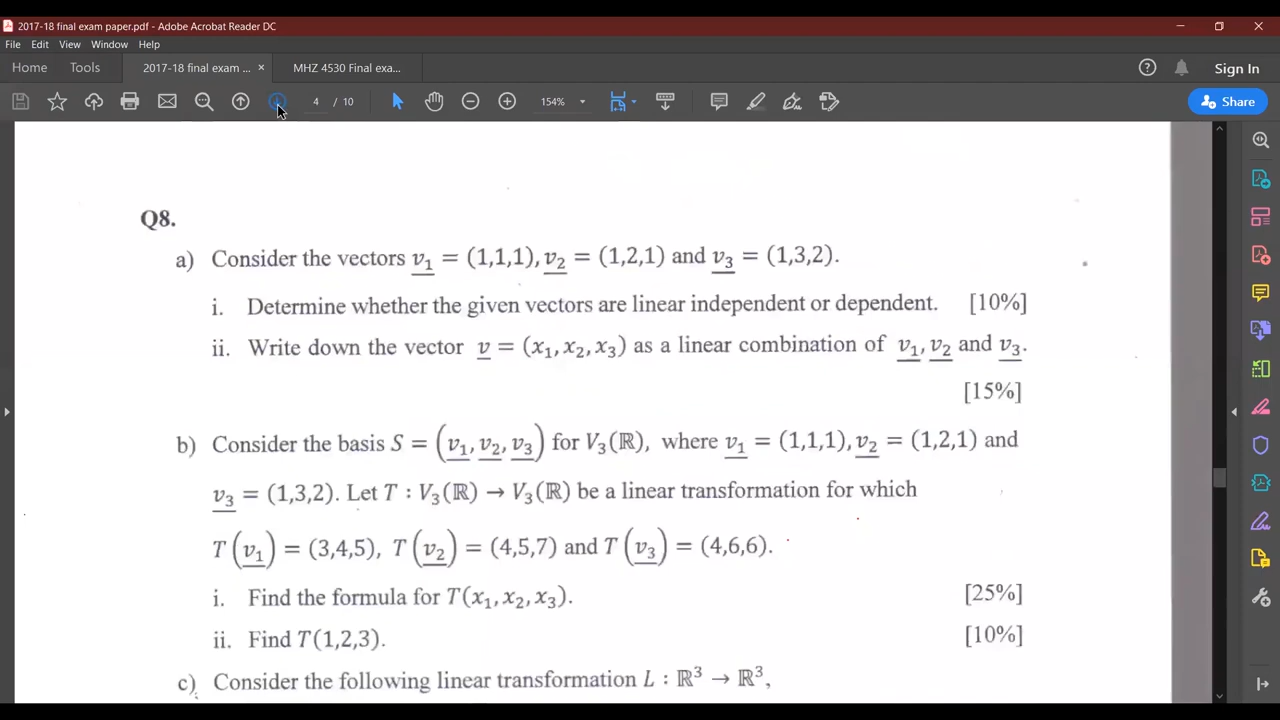 2017-18 final exam paper.pdf - Adobe Acrobat Reader DC
File Edit View Window Help
Home Tools 2017-18 final exam ... × MHZ 4530 Final exa... Sign In
4 / 10 154% Share
Q8.
a) Consider the vectors v₁ = (1,1,1), v₂ = (1,2,1) and v₃ = (1,3,2).
i. Determine whether the given vectors are linear independent or dependent. [10%]
ii. Write down the vector v = (x₁, x₂, x₃) as a linear combination of v₁, v₂ and v₃.
[15%]
b) Consider the basis S = (v₁, v₂, v₃) for V₃(ℝ), where v₁ = (1,1,1), v₂ = (1,2,1) and
v₃ = (1,3,2). Let T : V₃(ℝ) → V₃(ℝ) be a linear transformation for which
T(v₁) = (3,4,5), T(v₂) = (4,5,7) and T(v₃) = (4,6,6).
i. Find the formula for T(x₁, x₂, x₃). [25%]
ii. Find T(1,2,3). [10%]
c) Consider the following linear transformation L : ℝ³ → ℝ³,